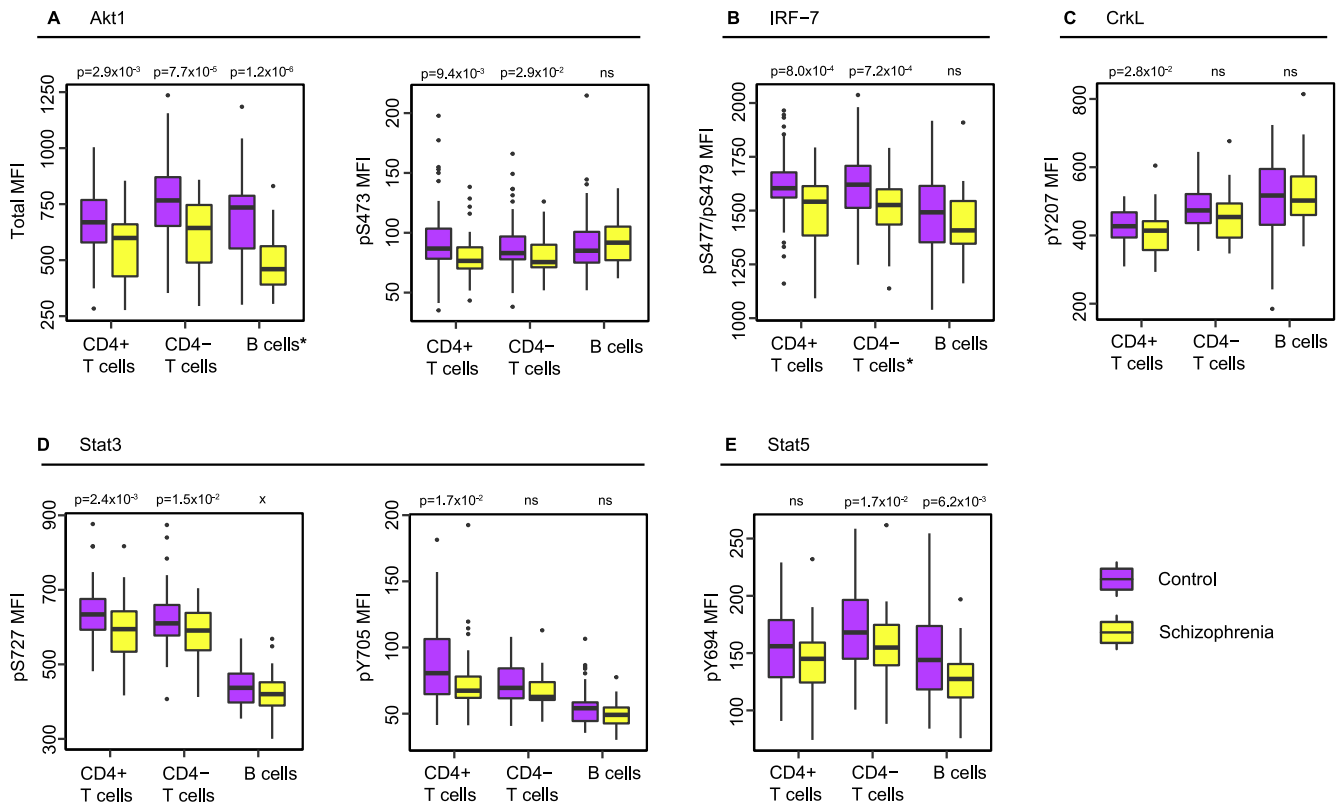 A Akt1
p=2.9x10⁻³ p=7.7x10⁻⁵ p=1.2x10⁻⁶
Total MFI
1250
1000
750
500
250
CD4+ T cells
CD4− T cells
B cells*
p=9.4x10⁻³ p=2.9x10⁻² ns
pS473 MFI
200
150
100
50
CD4+ T cells
CD4− T cells
B cells
B IRF−7
p=8.0x10⁻⁴ p=7.2x10⁻⁴ ns
pS477/pS479 MFI
2000
1750
1500
1250
1000
CD4+ T cells
CD4− T cells*
B cells
C CrkL
p=2.8x10⁻² ns ns
pY207 MFI
800
600
400
200
CD4+ T cells
CD4− T cells
B cells
D Stat3
p=2.4x10⁻³ p=1.5x10⁻² x
pS727 MFI
900
700
500
300
CD4+ T cells
CD4− T cells
B cells
p=1.7x10⁻² ns ns
pY705 MFI
200
150
100
50
CD4+ T cells
CD4− T cells
B cells
E Stat5
ns p=1.7x10⁻² p=6.2x10⁻³
pY694 MFI
250
200
150
100
CD4+ T cells
CD4− T cells
B cells
Control
Schizophrenia